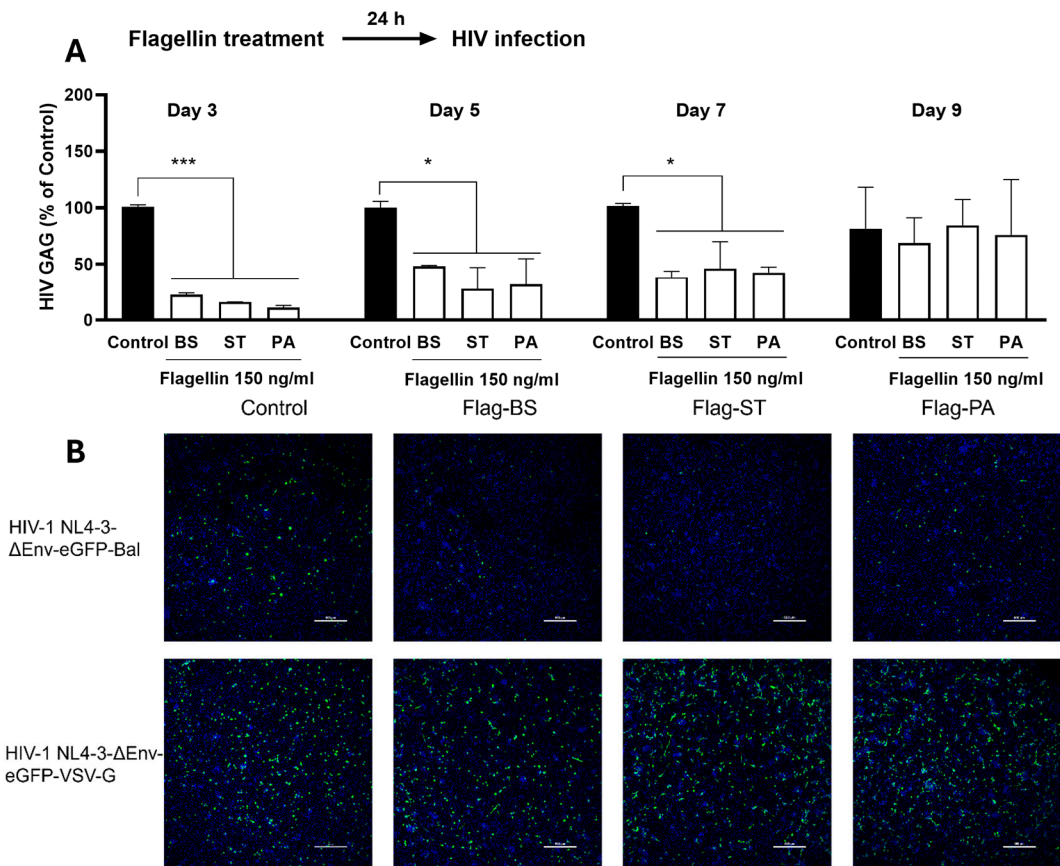 24 h
Flagellin treatment HIV infection
A
HIV GAG (% of Control)
200
150
100
50
0
Day 3 Day 5 Day 7 Day 9
*** * *
Control BS ST PA Control BS ST PA Control BS ST PA Control BS ST PA
Flagellin 150 ng/ml Flagellin 150 ng/ml Flagellin 150 ng/ml Flagellin 150 ng/ml
Control Flag-BS Flag-ST Flag-PA
B
HIV-1 NL4-3-
ΔEnv-eGFP-Bal
HIV-1 NL4-3-ΔEnv-
eGFP-VSV-G